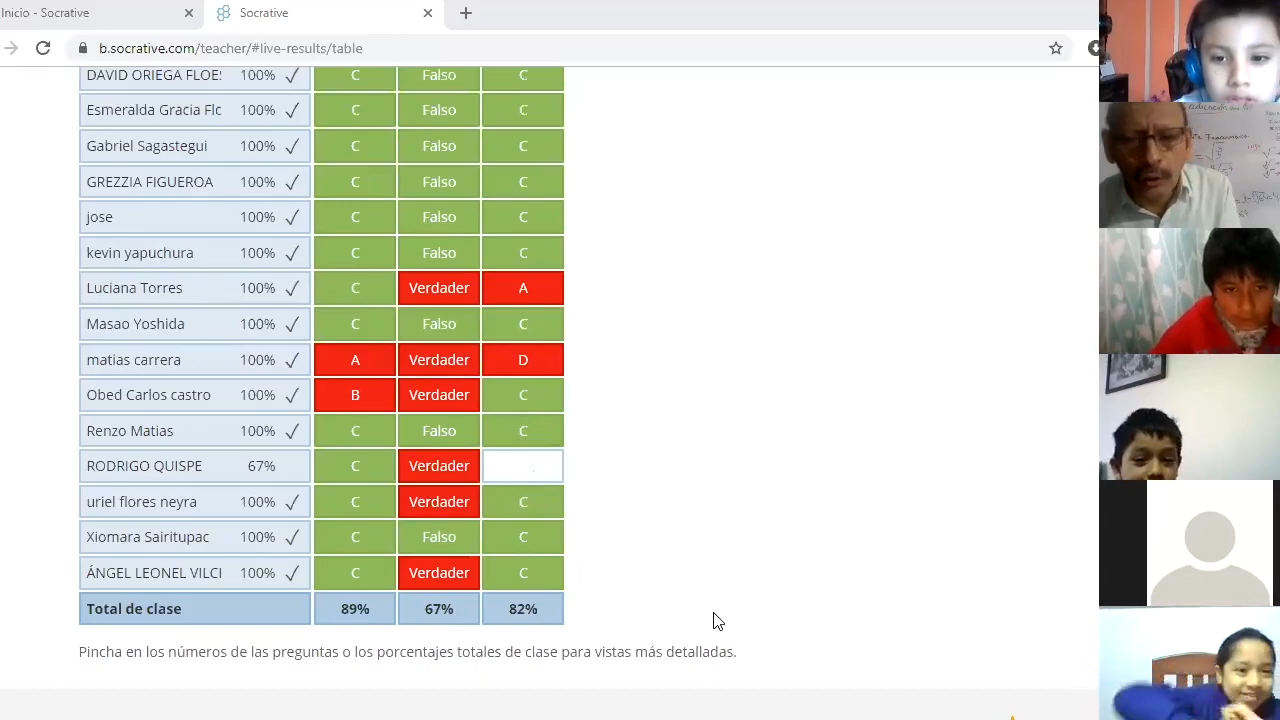 Inicio - Socrative
Socrative
b.socrative.com/teacher/#live-results/table
DAVID ORIEGA FLOE 100% ✓ C Falso C
Esmeralda Gracia Flc 100% ✓ C Falso C
Gabriel Sagastegui 100% ✓ C Falso C
GREZZIA FIGUEROA 100% ✓ C Falso C
jose 100% ✓ C Falso C
kevin yapuchura 100% ✓ C Falso C
Luciana Torres 100% ✓ C Verdader A
Masao Yoshida 100% ✓ C Falso C
matias carrera 100% ✓ A Verdader D
Obed Carlos castro 100% ✓ B Verdader C
Renzo Matias 100% ✓ C Falso C
RODRIGO QUISPE 67% C Verdader
uriel flores neyra 100% ✓ C Verdader C
Xiomara Sairitupac 100% ✓ C Falso C
ÁNGEL LEONEL VILCI 100% ✓ C Verdader C
Total de clase 89% 67% 82%
Pincha en los números de las preguntas o los porcentajes totales de clase para vistas más detalladas.